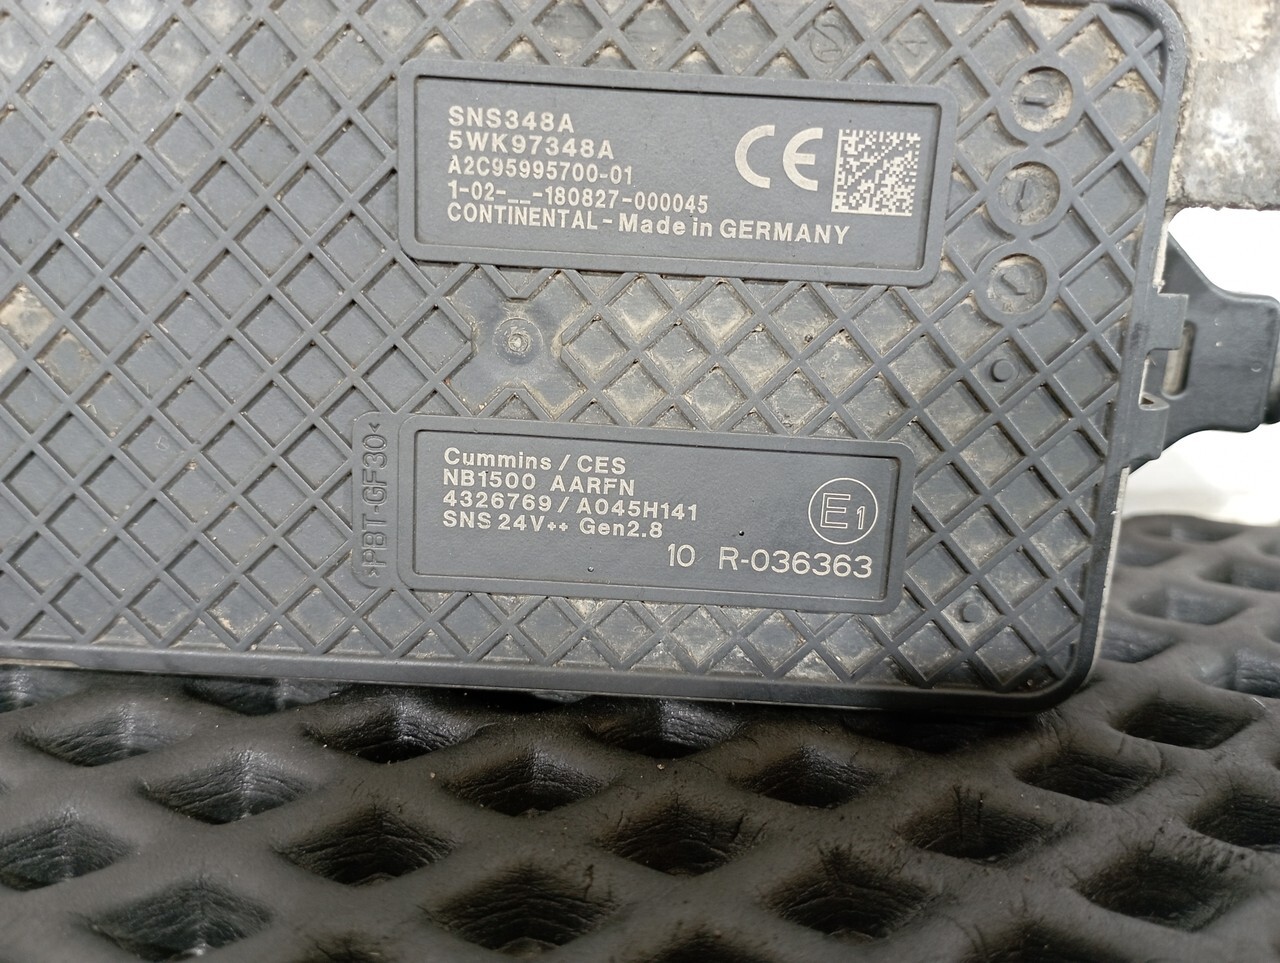 SNS348A
5WK97348A
A2C95995700-01
1-02-__-180827-000045
CONTINENTAL - Made in GERMANY
CE
>PBT-GF30<
Cummins / CES
NB1500 AARFN
4326769 / A045H141
SNS 24V++ Gen2.8
E1
10 R-036363